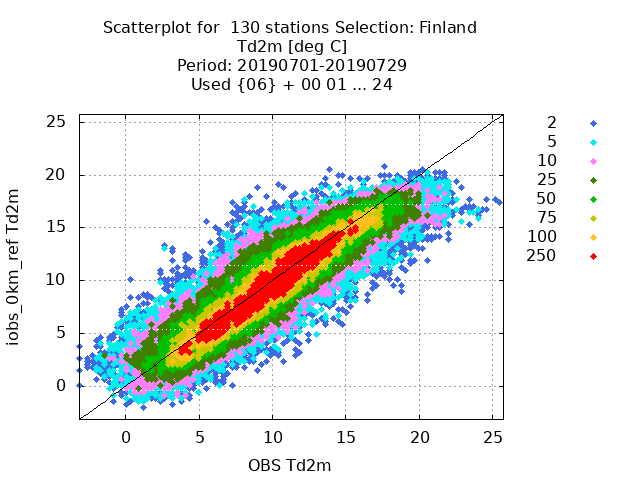 Scatterplot for  130 stations Selection: Finland
Td2m [deg C]
Period: 20190701-20190729
Used {06} + 00 01 ... 24
25
20
15
10
5
0
iobs_0km_ref Td2m
0 5 10 15 20 25
OBS Td2m
2
5
10
25
50
75
100
250